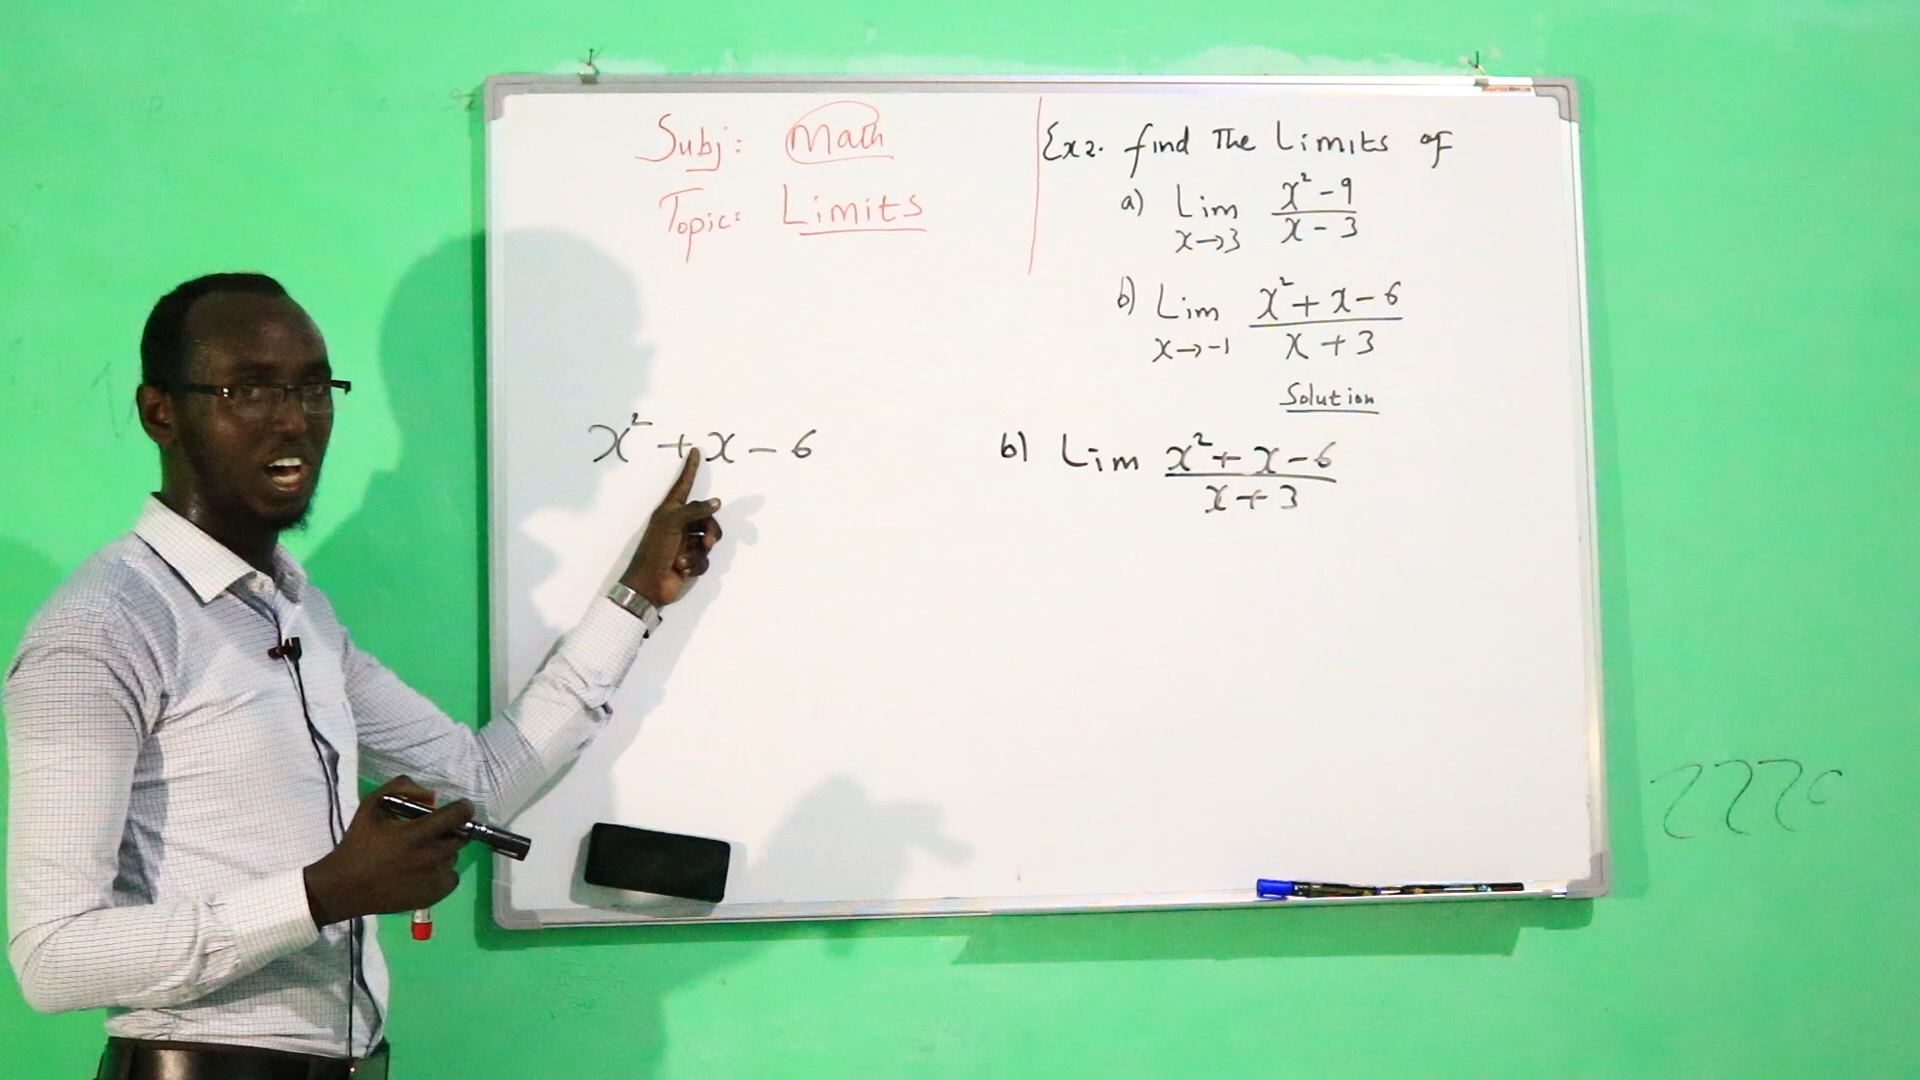 Subj: Math
Topic: Limits
Ex2. find The Limits of
a) Lim x²-9
x→3 x-3
b) Lim x²+x-6
x→-1 x+3
Solution
x²+x-6
b) Lim x²+x-6
x+3